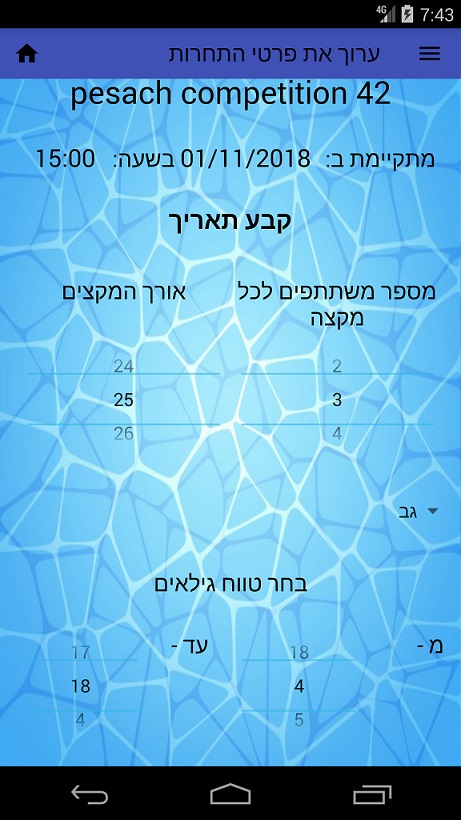 4G 7:43
ערוך את פרטי התחרות
pesach competition 42
מתקיימת ב: 01/11/2018 בשעה: 15:00
קבע תאריך
מספר משתתפים לכל מקצה
אורך המקצים
2 24
3 25
4 26
גב
בחר טווח גילאים
מ - עד -
18 17
4 18
5 4